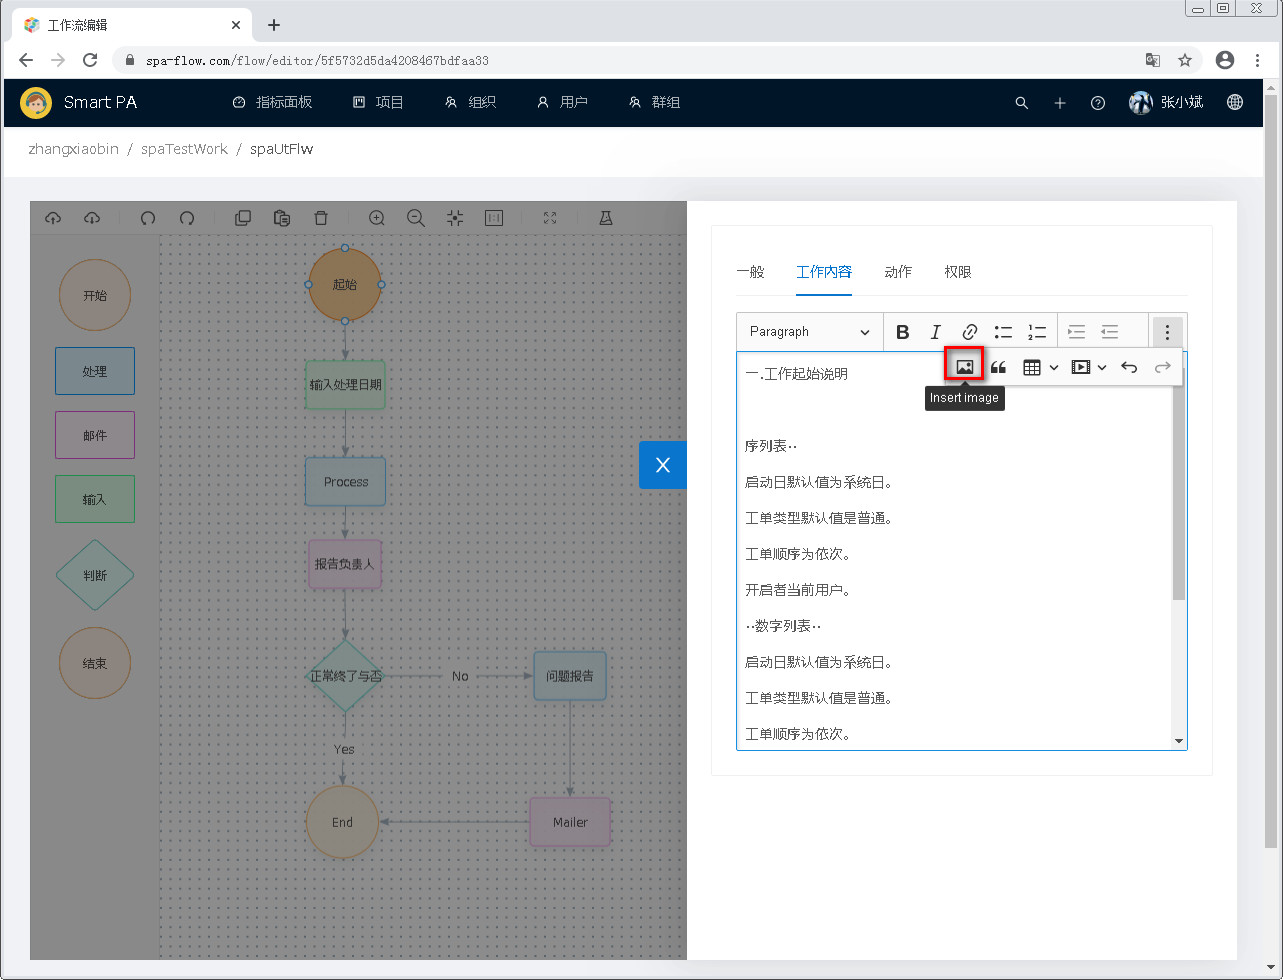 工作流编辑
spa-flow.com/flow/editor/5f5732d5da4208467bdfaa33
Smart PA 指标面板 项目 组织 用户 群组 张小斌
zhangxiaobin / spaTestWork / spaUtFlw
开始
处理
邮件
输入
判断
结束
起始
输入处理日期
Process
报告负责人
正常终了与否
No
问题报告
Yes
End
Mailer
X
一般 工作内容 动作 权限
Paragraph
Insert image
一.工作起始说明
序列表··
启动日默认值为系统日。
工单类型默认值是普通。
工单顺序为依次。
开启者当前用户。
··数字列表··
启动日默认值为系统日。
工单类型默认值是普通。
工单顺序为依次。